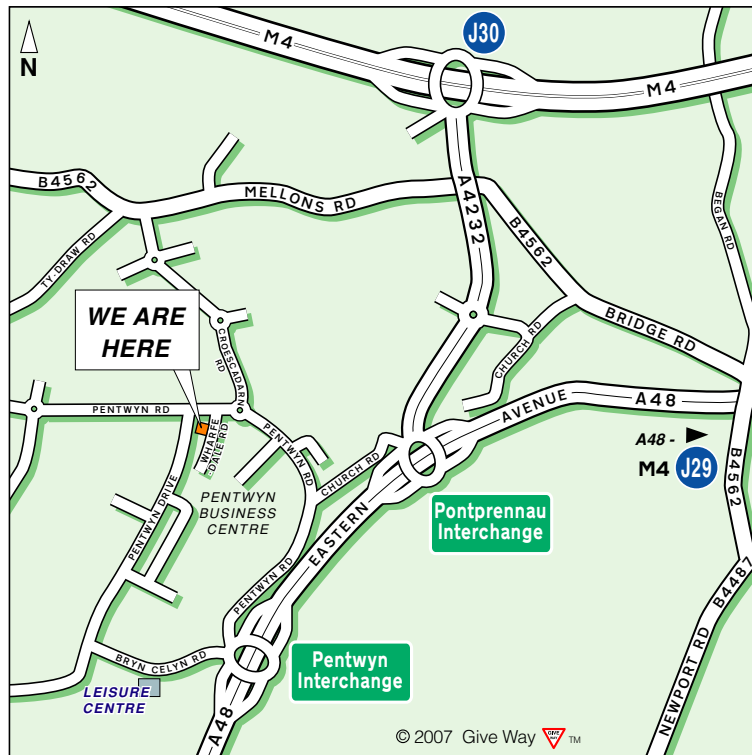 J30
M4
M4
N
B4562
MELLONS RD
A4232
B4562
BEGAN RD
TY-DRAW RD
WE ARE
HERE
CROESCADARN
RD
CHURCH RD
BRIDGE RD
PENTWYN RD
WHARFE
DALE RD
PENTWYN RD
CHURCH RD
AVENUE
A48
A48 -
M4 J29
B4562
PENTWYN DRIVE
PENTWYN
BUSINESS
CENTRE
EASTERN
Pontprennau
Interchange
PENTWYN RD
B4487
NEWPORT RD
BRYN CELYN RD
Pentwyn
Interchange
LEISURE
CENTRE
A48
© 2007 Give Way GIVE WAY TM